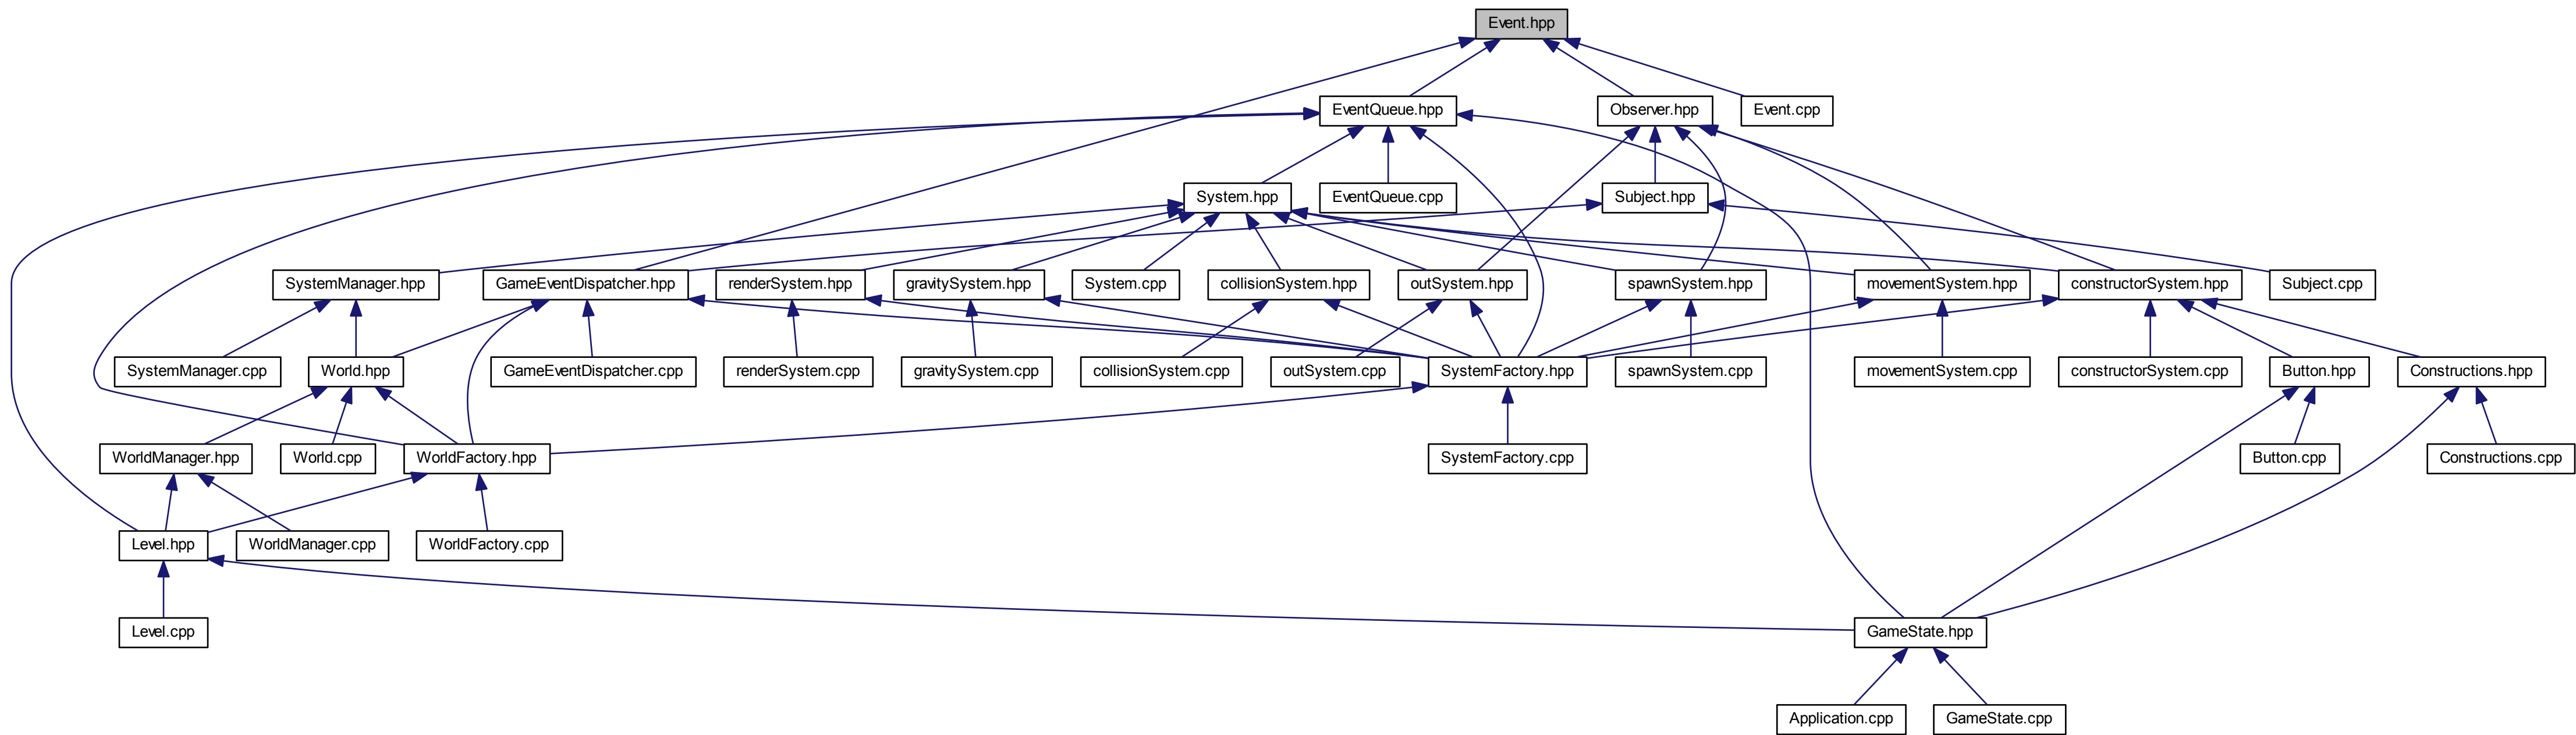 Event.hpp
EventQueue.hpp
Observer.hpp
Event.cpp
System.hpp
EventQueue.cpp
Subject.hpp
SystemManager.hpp
GameEventDispatcher.hpp
renderSystem.hpp
gravitySystem.hpp
System.cpp
collisionSystem.hpp
outSystem.hpp
spawnSystem.hpp
movementSystem.hpp
constructorSystem.hpp
Subject.cpp
SystemManager.cpp
World.hpp
GameEventDispatcher.cpp
renderSystem.cpp
gravitySystem.cpp
collisionSystem.cpp
outSystem.cpp
SystemFactory.hpp
spawnSystem.cpp
movementSystem.cpp
constructorSystem.cpp
Button.hpp
Constructions.hpp
WorldManager.hpp
World.cpp
WorldFactory.hpp
SystemFactory.cpp
Button.cpp
Constructions.cpp
Level.hpp
WorldManager.cpp
WorldFactory.cpp
Level.cpp
GameState.hpp
Application.cpp
GameState.cpp